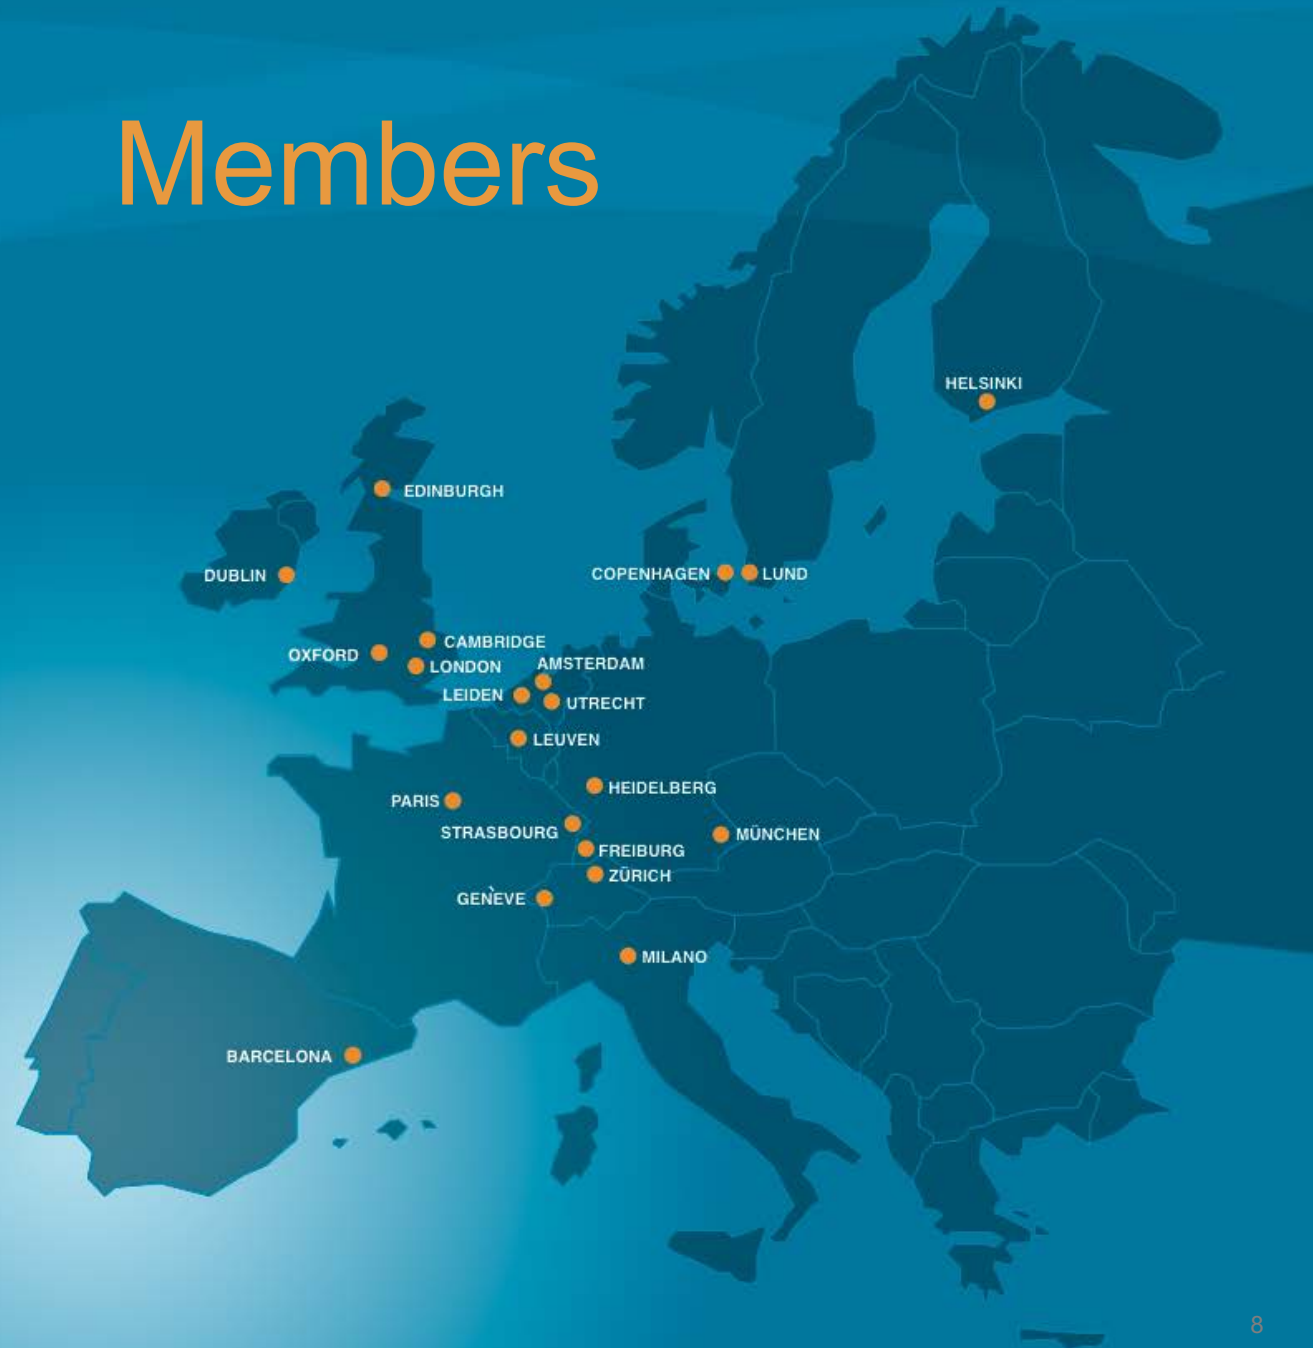 Members
HELSINKI
EDINBURGH
DUBLIN
COPENHAGEN
LUND
CAMBRIDGE
OXFORD
LONDON
AMSTERDAM
LEIDEN
UTRECHT
LEUVEN
HEIDELBERG
PARIS
STRASBOURG
MÜNCHEN
FREIBURG
ZÜRICH
GENÈVE
MILANO
BARCELONA
8